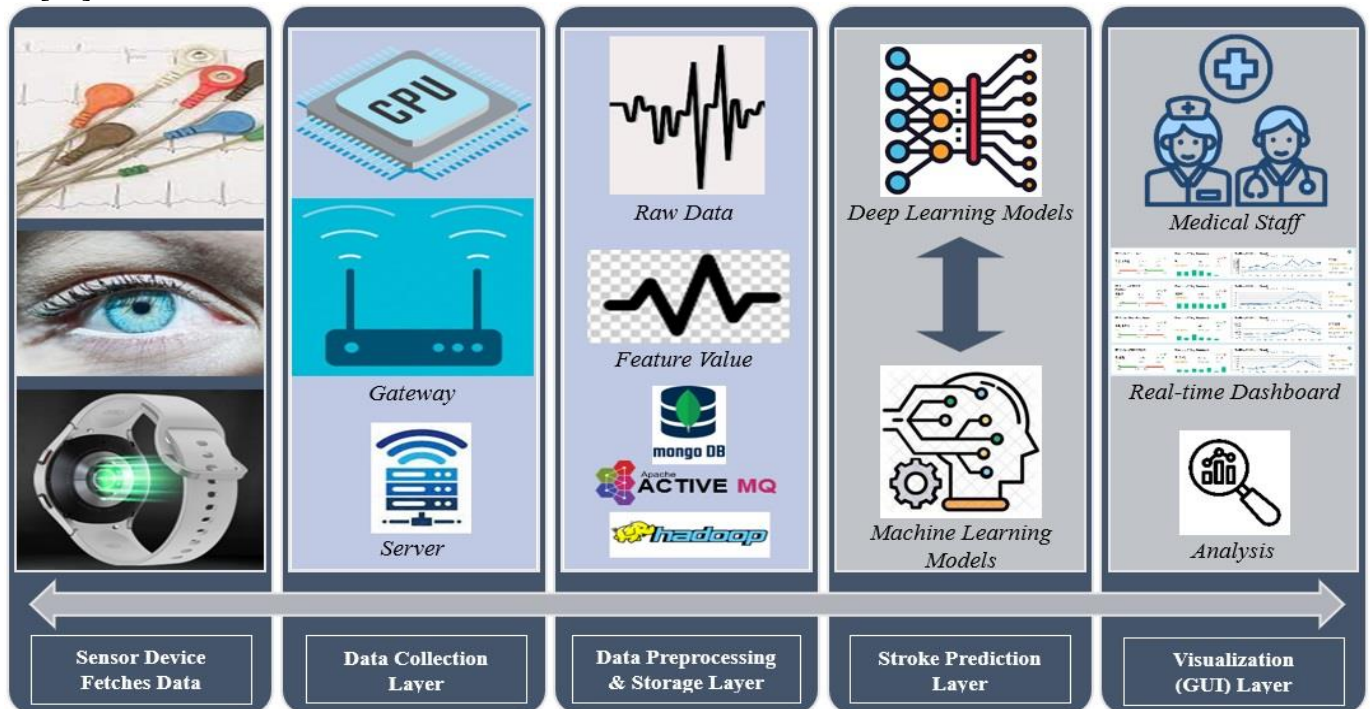 CPU
Gateway
Server
Raw Data
Feature Value
mongo DB
Apache
ACTIVE MQ
hadoop
Deep Learning Models
Machine Learning
Models
Medical Staff
Real-time Dashboard
Analysis
Sensor Device
Fetches Data
Data Collection
Layer
Data Preprocessing
& Storage Layer
Stroke Prediction
Layer
Visualization
(GUI) Layer